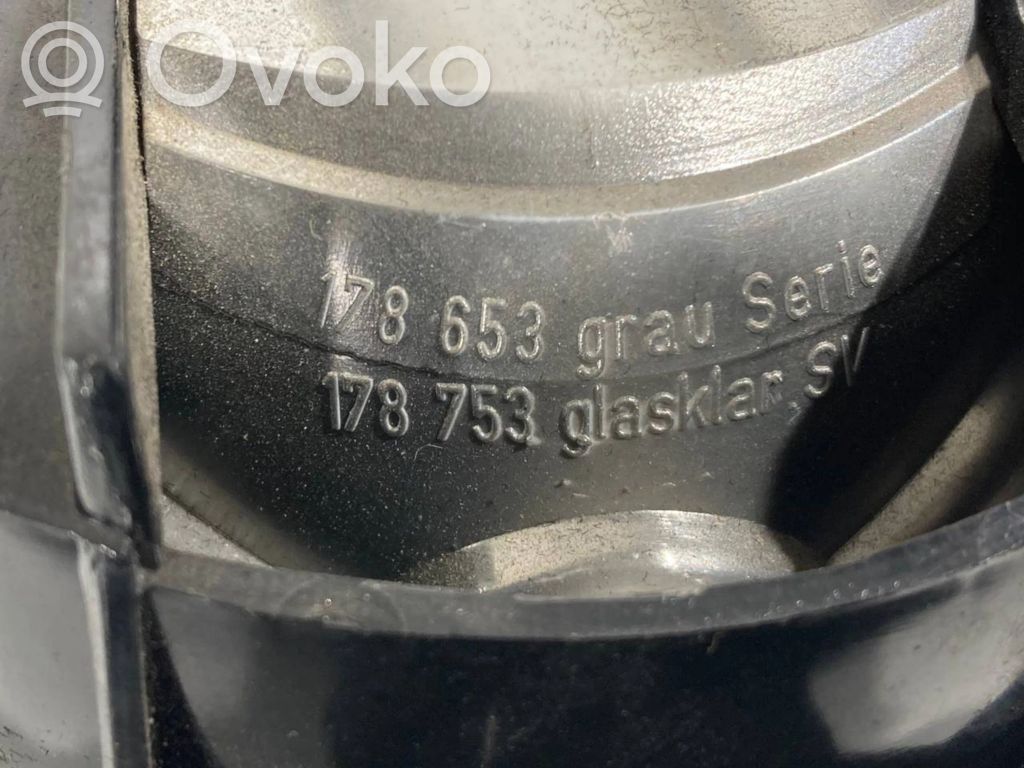 Ovoko
178 653 grau Serie
178 753 glasklar SV